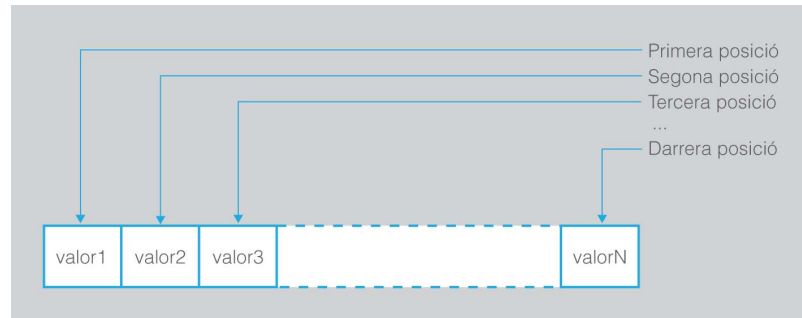 Primera posició
Segona posició
Tercera posició
...
Darrera posició
valor1 valor2 valor3 valorN